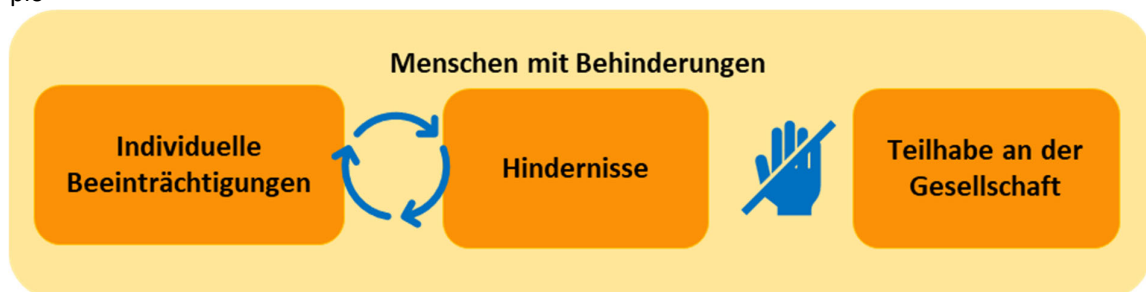 Menschen mit Behinderungen
Individuelle
Beeinträchtigungen
Hindernisse
Teilhabe an der
Gesellschaft